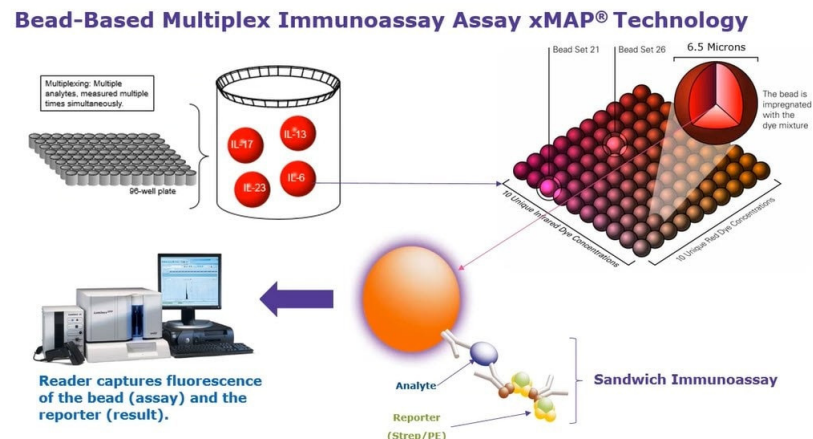 Bead-Based Multiplex Immunoassay Assay xMAP® Technology
Multiplexing: Multiple
analytes, measured multiple
times simultaneously.
96-well plate
IL-17
IL-13
IL-23
IL-6
Bead Set 21
Bead Set 26
6.5 Microns
The bead is
impregnated
with the
dye mixture
10 Unique Infrared Dye Concentrations
10 Unique Red Dye Concentrations
Reader captures fluorescence
of the bead (assay) and the
reporter (result).
Analyte
Reporter
(Strep/PE)
Sandwich Immunoassay